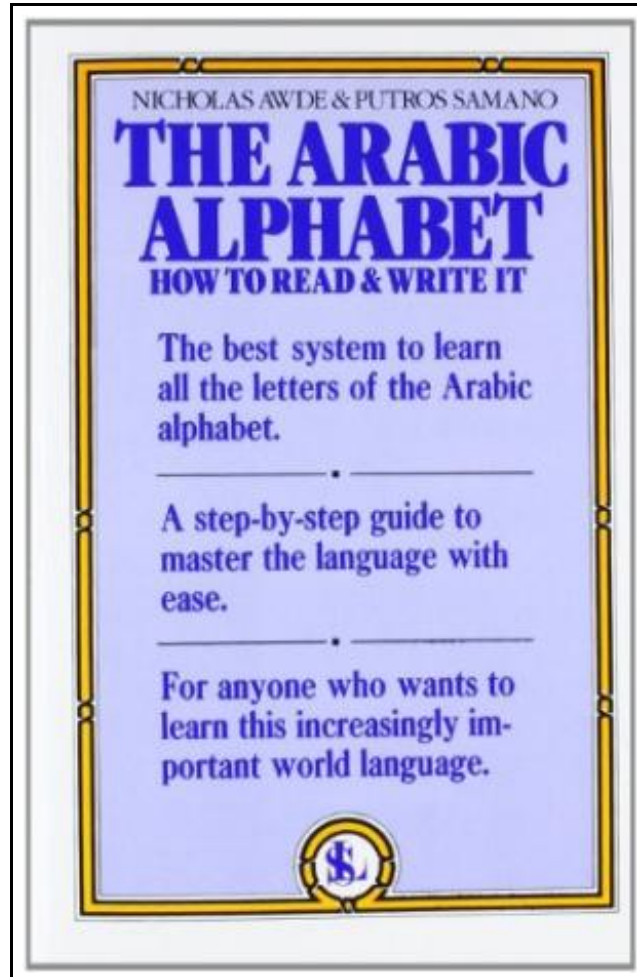 NICHOLAS AWDE & PUTROS SAMANO
THE ARABIC
ALPHABET
HOW TO READ & WRITE IT
The best system to learn
all the letters of the Arabic
alphabet.
A step-by-step guide to
master the language with
ease.
For anyone who wants to
learn this increasingly im-
portant world language.